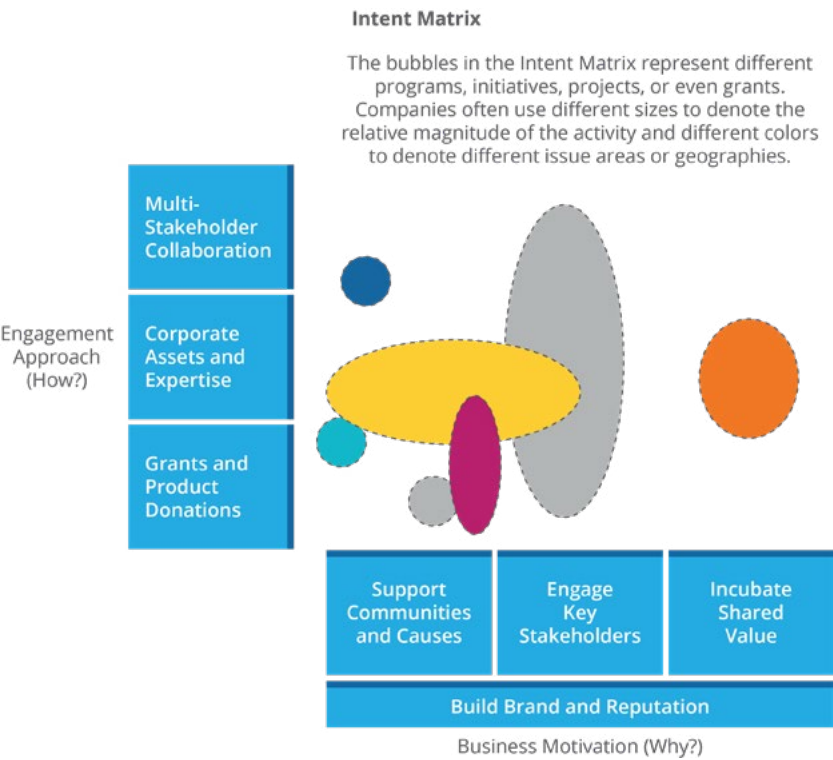 Intent Matrix
The bubbles in the Intent Matrix represent different
programs, initiatives, projects, or even grants.
Companies often use different sizes to denote the
relative magnitude of the activity and different colors
to denote different issue areas or geographies.
Multi-
Stakeholder
Collaboration
Engagement
Approach
(How?)
Corporate
Assets and
Expertise
Grants and
Product
Donations
Support
Communities
and Causes
Engage
Key
Stakeholders
Incubate
Shared
Value
Build Brand and Reputation
Business Motivation (Why?)